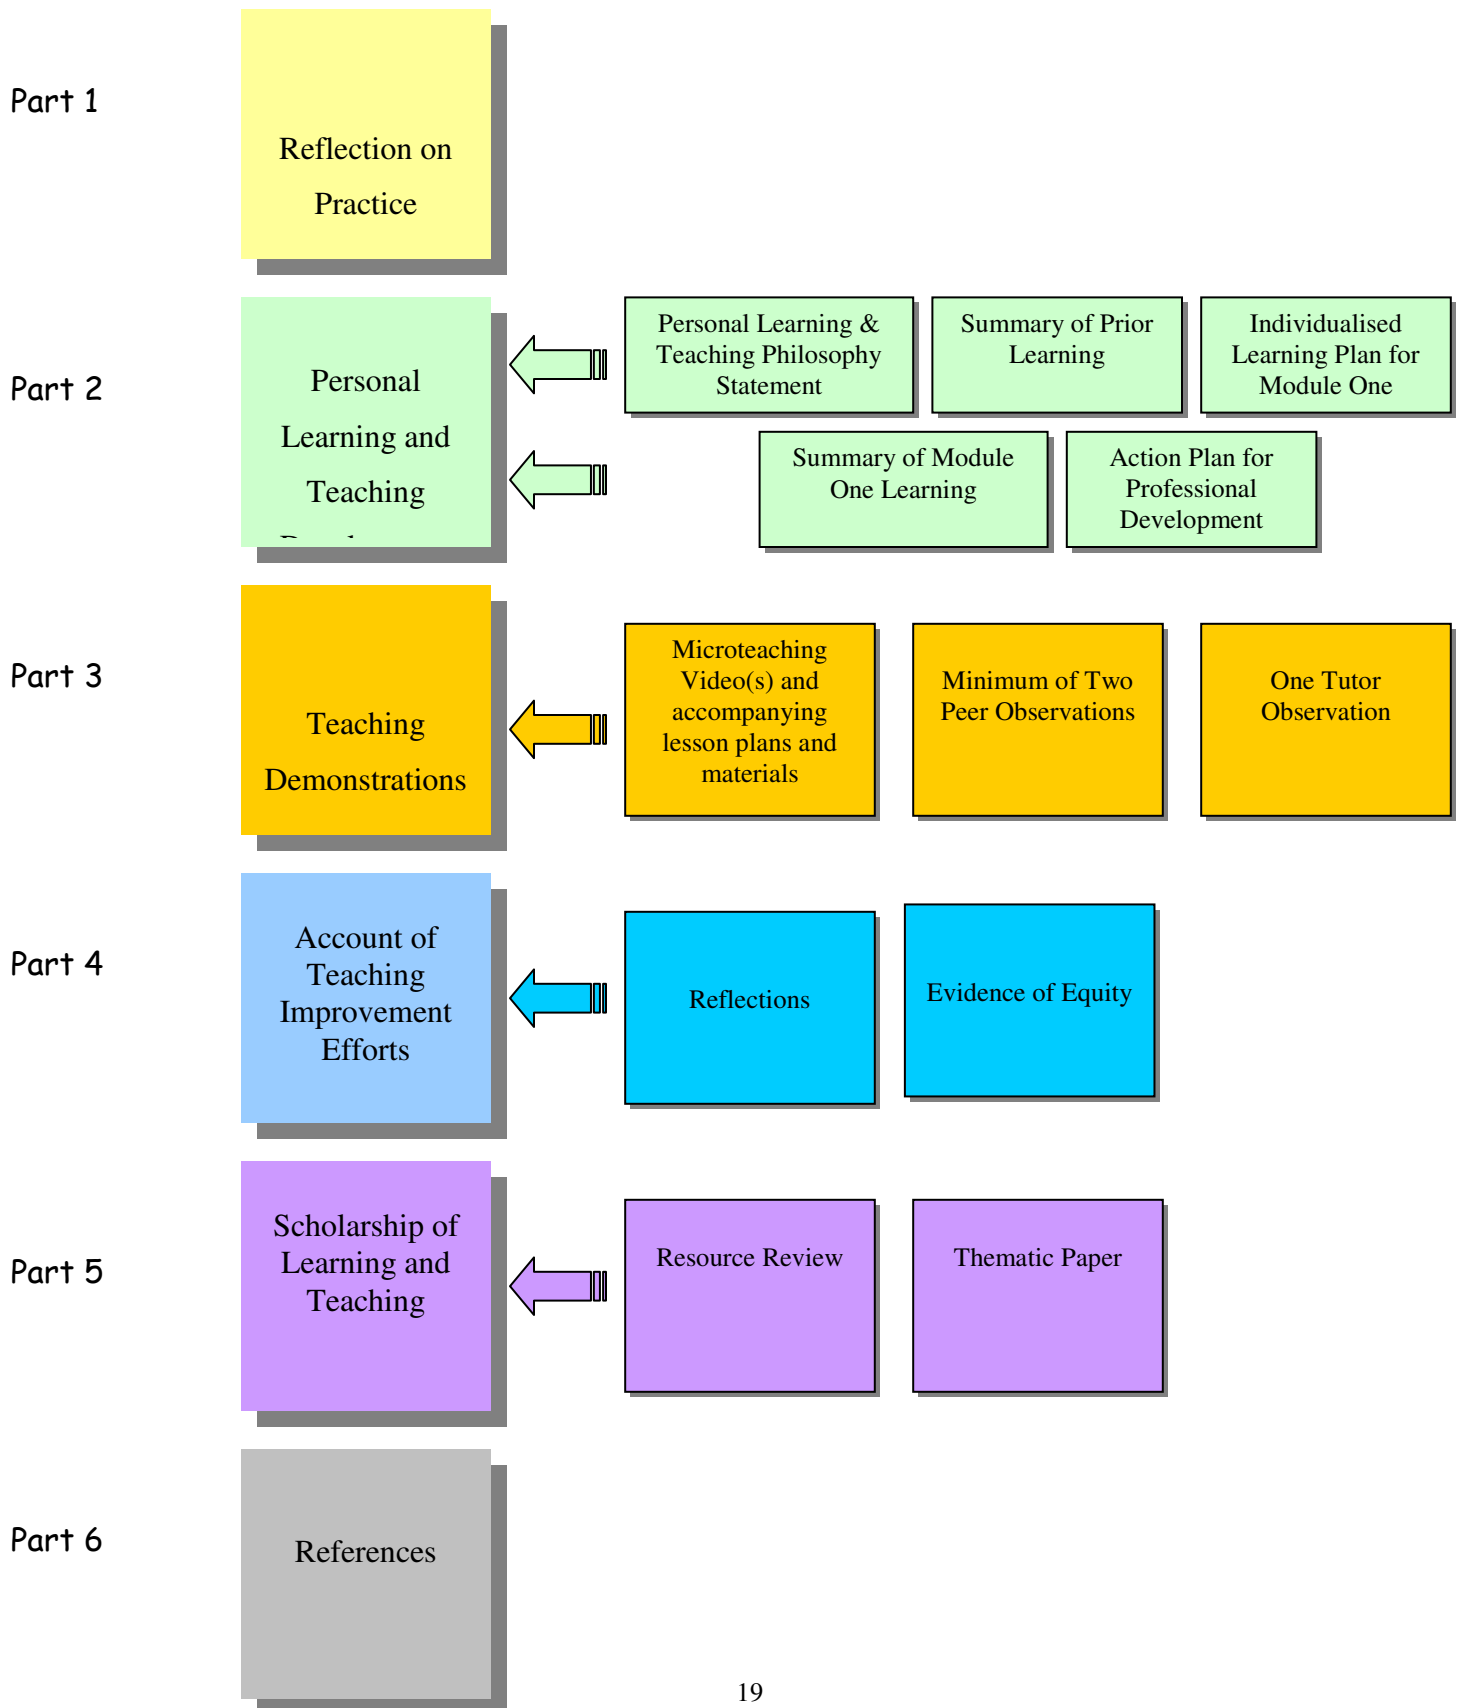 Part 1
Reflection on
Practice
Part 2
Personal
Learning and
Teaching
Personal Learning &
Teaching Philosophy
Statement
Summary of Prior
Learning
Individualised
Learning Plan for
Module One
Summary of Module
One Learning
Action Plan for
Professional
Development
Part 3
Teaching
Demonstrations
Microteaching
Video(s) and
accompanying
lesson plans and
materials
Minimum of Two
Peer Observations
One Tutor
Observation
Part 4
Account of
Teaching
Improvement
Efforts
Reflections
Evidence of Equity
Part 5
Scholarship of
Learning and
Teaching
Resource Review
Thematic Paper
Part 6
References
19